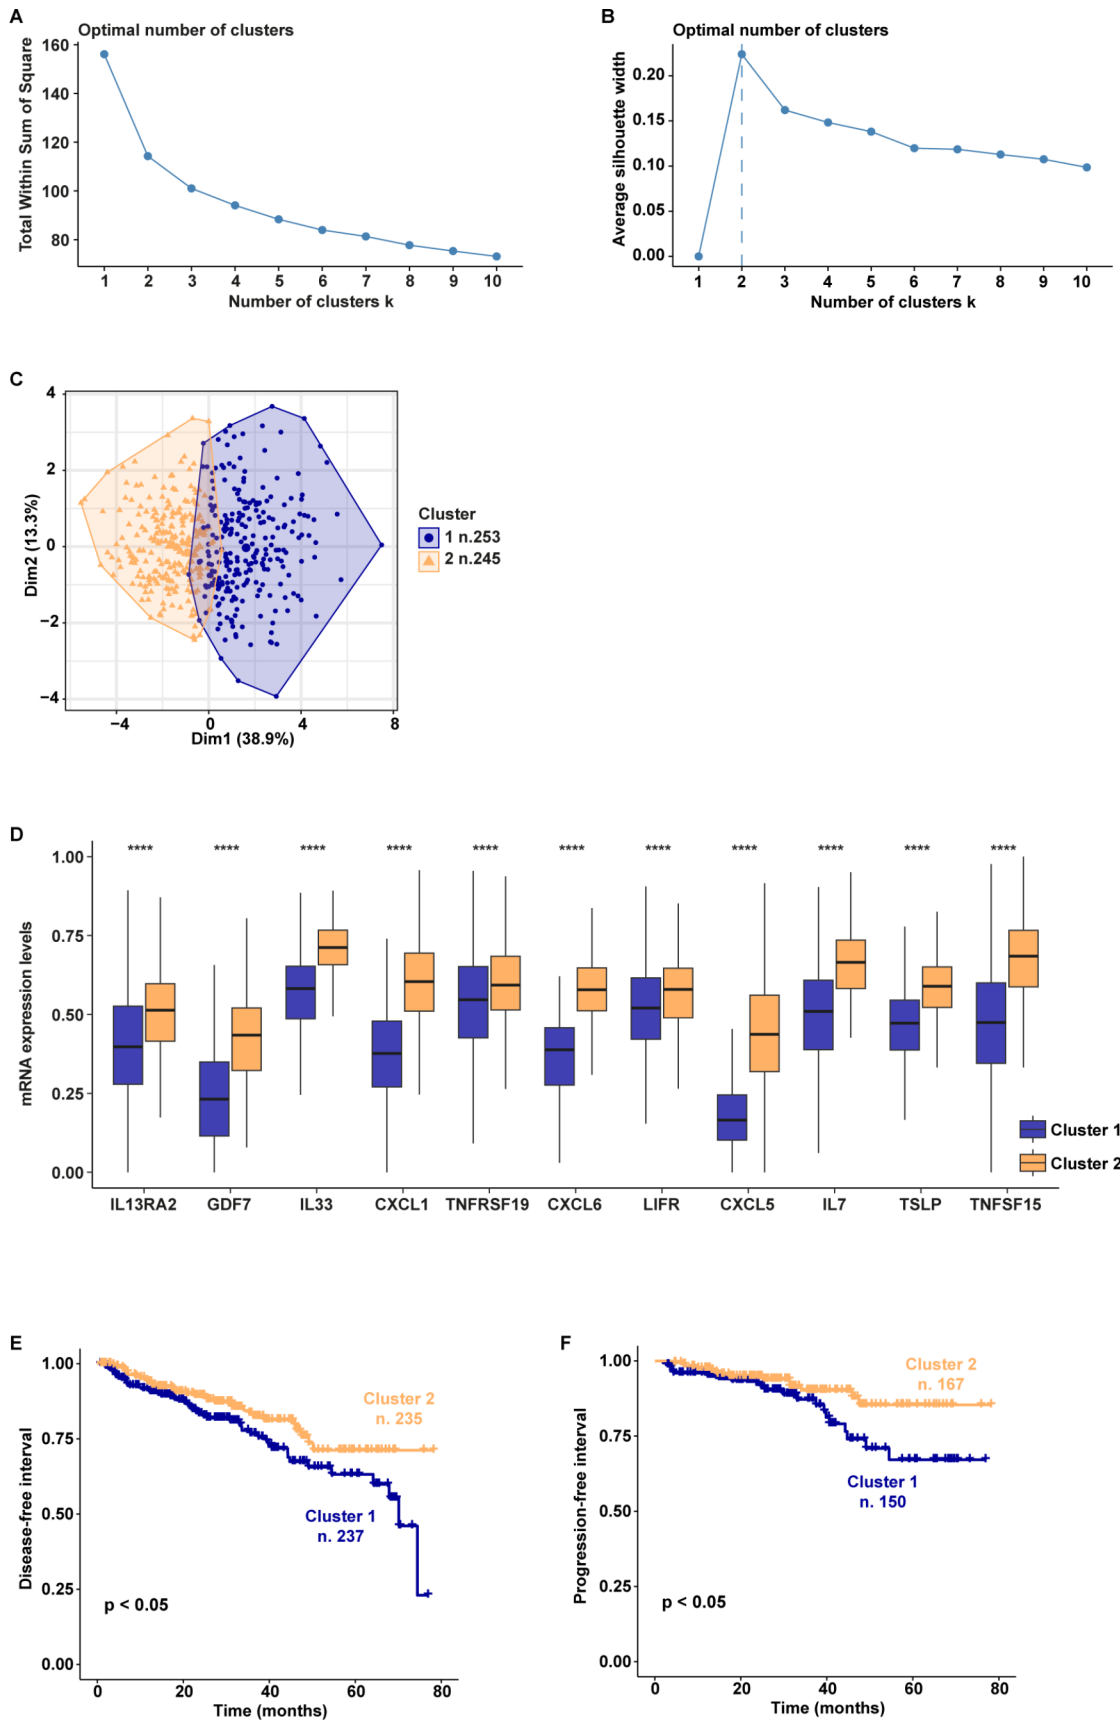 A
Optimal number of clusters
160
140
120
100
80
Total Within Sum of Square
1 2 3 4 5 6 7 8 9 10
Number of clusters k
B
Optimal number of clusters
0.20
0.15
0.10
0.05
0.00
Average silhouette width
1 2 3 4 5 6 7 8 9 10
Number of clusters k
C
4
2
0
−2
−4
Dim2 (13.3%)
−4 0 4 8
Dim1 (38.9%)
Cluster
1 n.253
2 n.245
D
**** **** **** **** **** **** **** **** **** **** ****
1.00
0.75
0.50
0.25
0.00
mRNA expression levels
Cluster 1
Cluster 2
IL13RA2 GDF7 IL33 CXCL1 TNFRSF19 CXCL6 LIFR CXCL5 IL7 TSLP TNFSF15
E
1.00
0.75
0.50
0.25
0.00
Disease-free interval
Cluster 2
n. 235
Cluster 1
n. 237
p < 0.05
0 20 40 60 80
Time (months)
F
1.00
0.75
0.50
0.25
0.00
Progression-free interval
Cluster 2
n. 167
Cluster 1
n. 150
p < 0.05
0 20 40 60 80
Time (months)